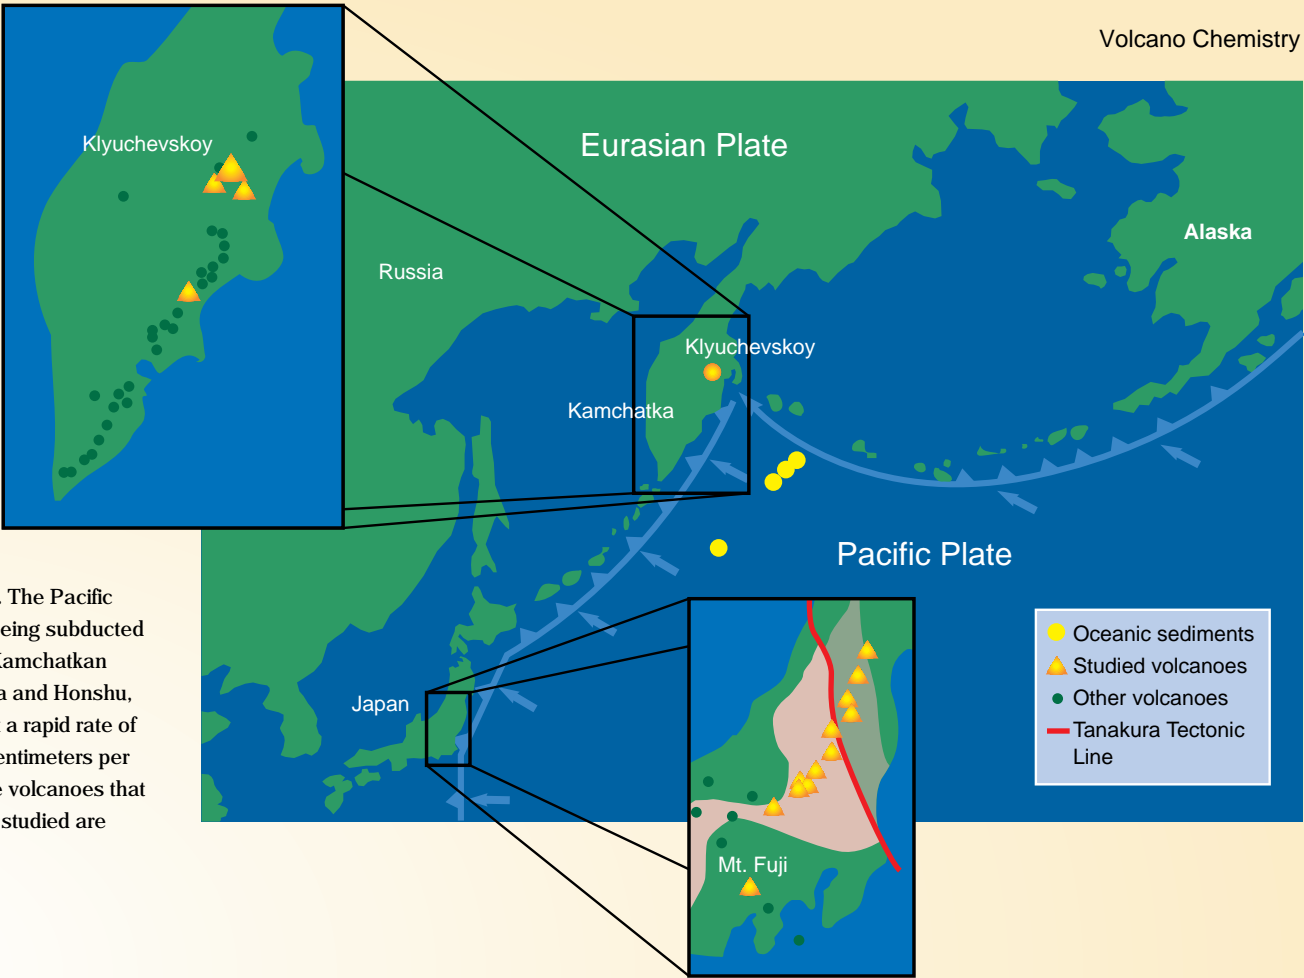 Volcano Chemistry
Klyuchevskoy
Eurasian Plate
Alaska
Russia
Klyuchevskoy
Kamchatka
Pacific Plate
. The Pacific
eing subducted
Kamchatkan
a and Honshu,
t a rapid rate of
entimeters per
e volcanoes that
studied are
Japan
Oceanic sediments
Studied volcanoes
Other volcanoes
Tanakura Tectonic
Line
Mt. Fuji